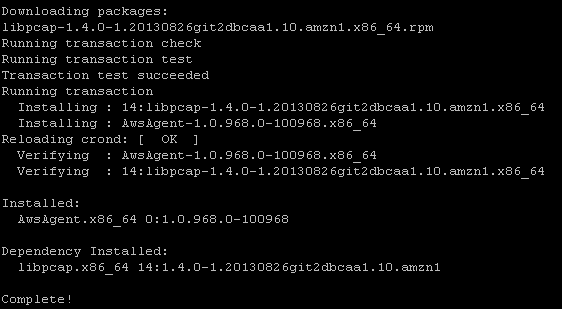 Downloading packages:
libpcap-1.4.0-1.20130826git2dbcaa1.10.amzn1.x86_64.rpm
Running transaction check
Running transaction test
Transaction test succeeded
Running transaction
  Installing : 14:libpcap-1.4.0-1.20130826git2dbcaa1.10.amzn1.x86_64
  Installing : AwsAgent-1.0.968.0-100968.x86_64
Reloading crond: [  OK  ]
  Verifying  : AwsAgent-1.0.968.0-100968.x86_64
  Verifying  : 14:libpcap-1.4.0-1.20130826git2dbcaa1.10.amzn1.x86_64

Installed:
  AwsAgent.x86_64 0:1.0.968.0-100968

Dependency Installed:
  libpcap.x86_64 14:1.4.0-1.20130826git2dbcaa1.10.amzn1

Complete!